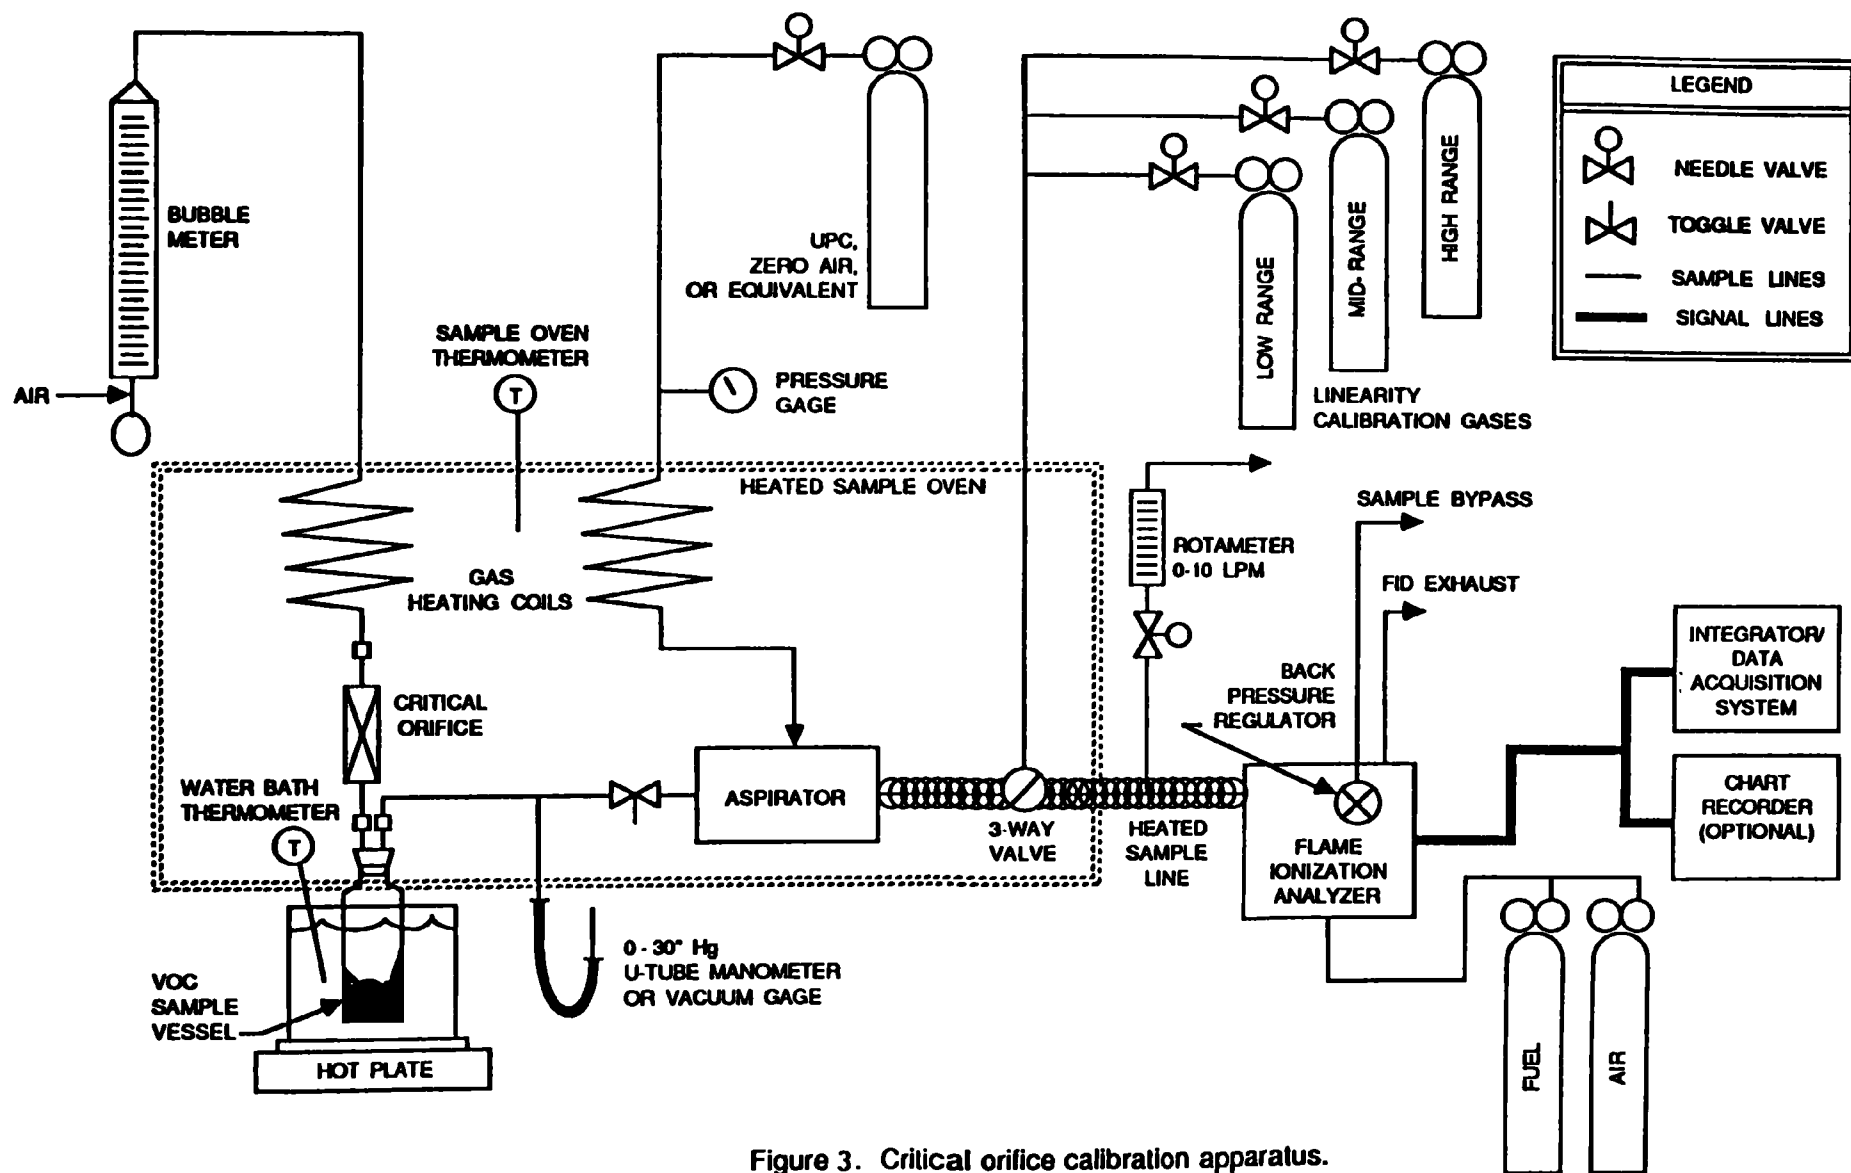 LEGEND
NEEDLE VALVE
TOGGLE VALVE
SAMPLE LINES
SIGNAL LINES
BUBBLE
METER
AIR
UPC,
ZERO AIR,
OR EQUIVALENT
SAMPLE OVEN
THERMOMETER
T
PRESSURE
GAGE
LOW RANGE
MID-RANGE
HIGH RANGE
LINEARITY
CALIBRATION GASES
HEATED SAMPLE OVEN
GAS
HEATING COILS
ROTAMETER
0-10 LPM
SAMPLE BYPASS
FID EXHAUST
CRITICAL
ORIFICE
BACK
PRESSURE
REGULATOR
INTEGRATOR/
DATA
ACQUISITION
SYSTEM
CHART
RECORDER
(OPTIONAL)
WATER BATH
THERMOMETER
T
ASPIRATOR
3-WAY
VALVE
HEATED
SAMPLE
LINE
FLAME
IONIZATION
ANALYZER
0 - 30" Hg
U-TUBE MANOMETER
OR VACUUM GAGE
VOC
SAMPLE
VESSEL
HOT PLATE
FUEL
AIR
Figure 3. Critical orifice calibration apparatus.